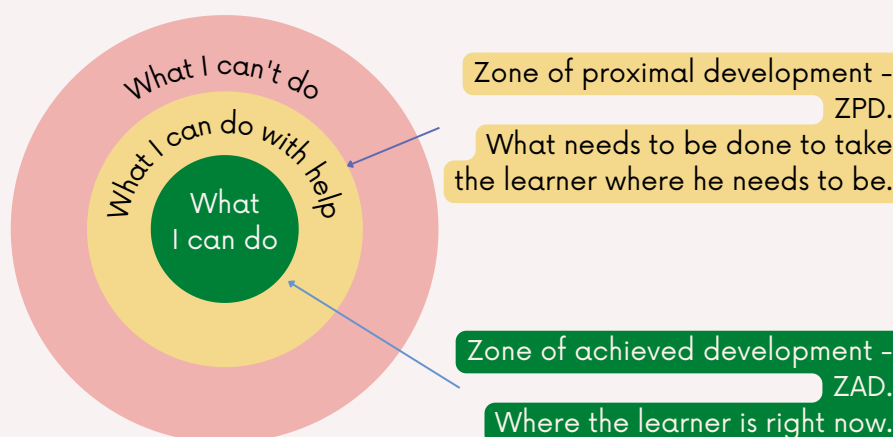 What I can't do
What I can do with help
What
I can do
Zone of proximal development -
ZPD.
What needs to be done to take
the learner where he needs to be.
Zone of achieved development -
ZAD.
Where the learner is right now.